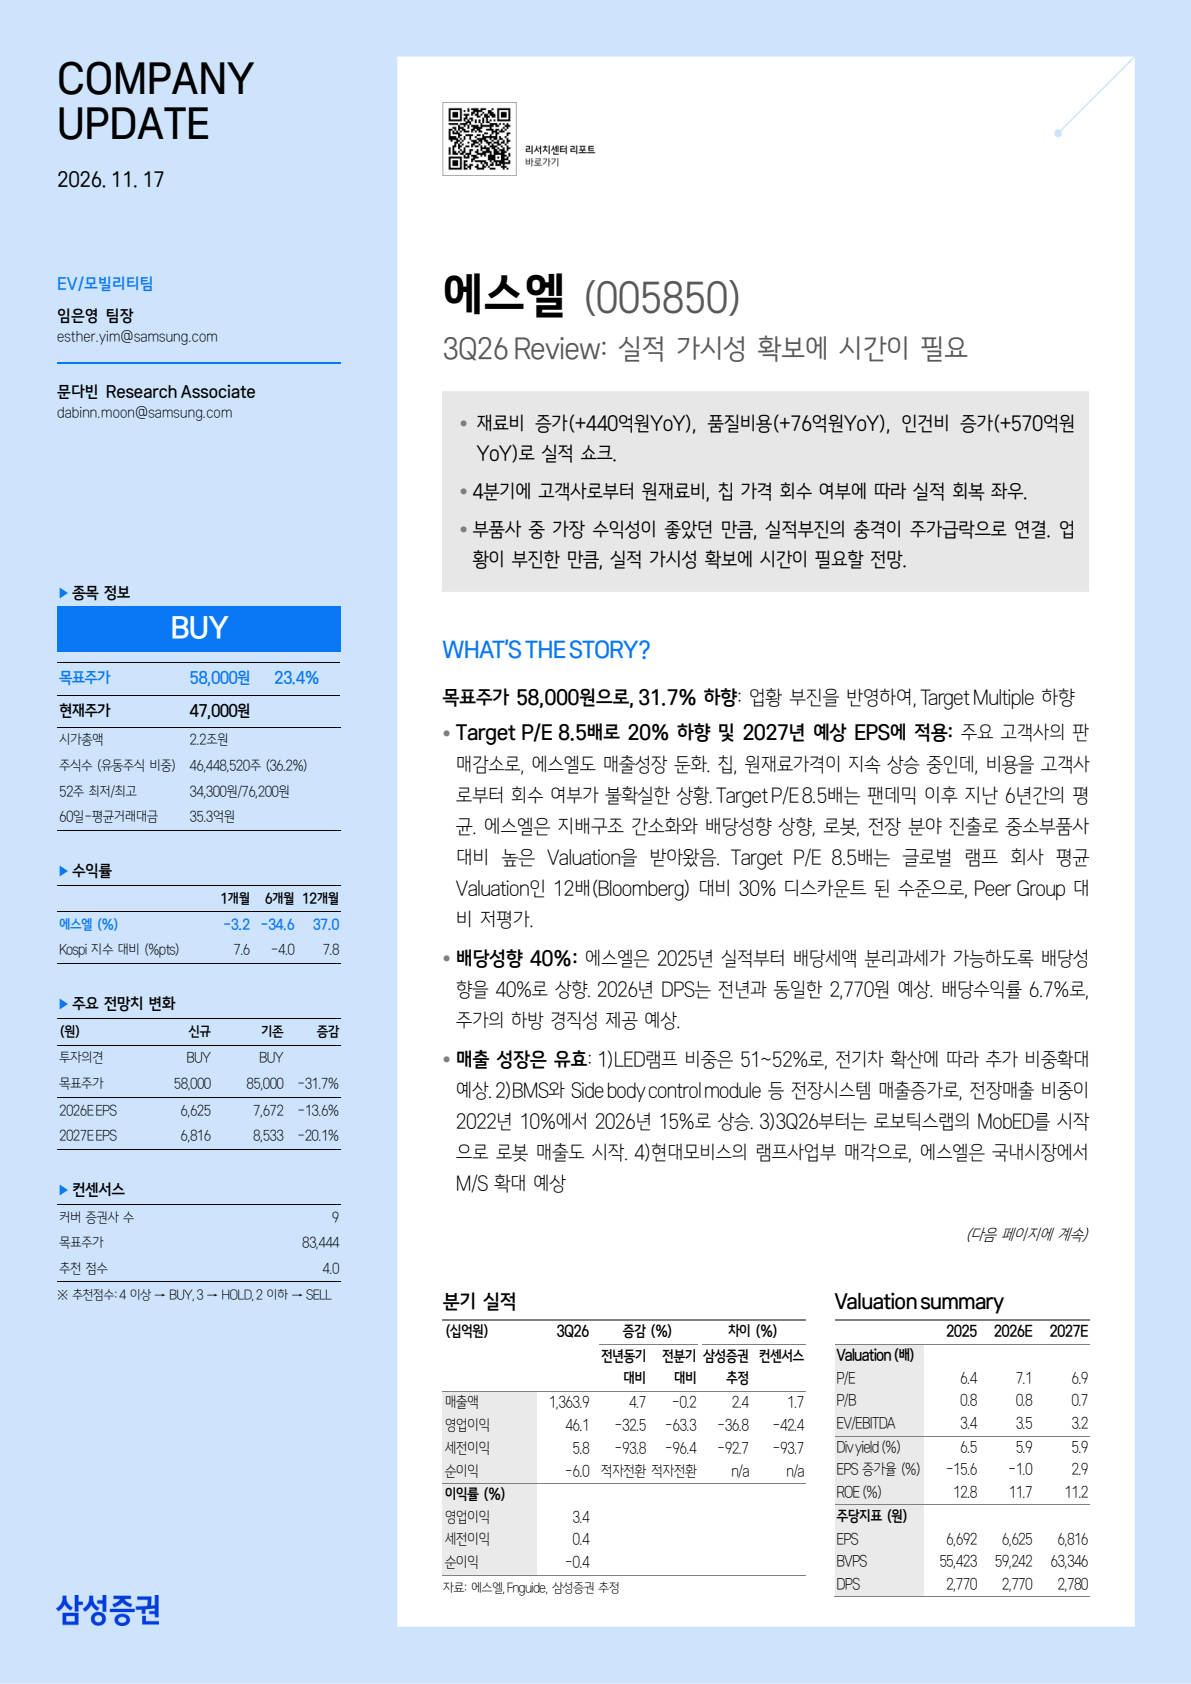 COMPANY
UPDATE
2026. 11. 17
EV/모빌리티팀
임은영 팀장
esther.yim@samsung.com
문다빈 Research Associate
dabinn.moon@samsung.com
▶ 종목 정보
BUY
목표주가 58,000원 23.4%
현재주가 47,000원
시가총액 2.2조원
주식수 (유동주식 비중) 46,448,520주 (36.2%)
52주 최저/최고 34,300원/76,200원
60일-평균거래대금 35.3억원
▶ 수익률
1개월 6개월 12개월
에스엘 (%) -3.2 -34.6 37.0
Kospi 지수 대비 (%pts) 7.6 -4.0 7.8
▶ 주요 전망치 변화
(원) 신규 기존 증감
투자의견 BUY BUY
목표주가 58,000 85,000 -31.7%
2026E EPS 6,625 7,672 -13.6%
2027E EPS 6,816 8,533 -20.1%
▶ 컨센서스
커버 증권사 수 9
목표주가 83,444
추천 점수 4.0
※ 추천점수: 4 이상 → BUY, 3 → HOLD, 2 이하 → SELL
삼성증권
리서치센터 리포트
바로가기
에스엘 (005850)
3Q26 Review: 실적 가시성 확보에 시간이 필요
• 재료비 증가(+440억원YoY), 품질비용(+76억원YoY), 인건비 증가(+570억원
YoY)로 실적 쇼크.
• 4분기에 고객사로부터 원재료비, 칩 가격 회수 여부에 따라 실적 회복 좌우.
• 부품사 중 가장 수익성이 좋았던 만큼, 실적부진의 충격이 주가급락으로 연결. 업
황이 부진한 만큼, 실적 가시성 확보에 시간이 필요할 전망.
WHAT'S THE STORY?
목표주가 58,000원으로, 31.7% 하향: 업황 부진을 반영하여, Target Multiple 하향
• Target P/E 8.5배로 20% 하향 및 2027년 예상 EPS에 적용: 주요 고객사의 판
매감소로, 에스엘도 매출성장 둔화. 칩, 원재료가격이 지속 상승 중인데, 비용을 고객사
로부터 회수 여부가 불확실한 상황. Target P/E 8.5배는 팬데믹 이후 지난 6년간의 평
균. 에스엘은 지배구조 간소화와 배당성향 상향, 로봇, 전장 분야 진출로 중소부품사
대비 높은 Valuation을 받아왔음. Target P/E 8.5배는 글로벌 램프 회사 평균
Valuation인 12배(Bloomberg) 대비 30% 디스카운트 된 수준으로, Peer Group 대
비 저평가.
• 배당성향 40%: 에스엘은 2025년 실적부터 배당세액 분리과세가 가능하도록 배당성
향을 40%로 상향. 2026년 DPS는 전년과 동일한 2,770원 예상. 배당수익률 6.7%로,
주가의 하방 경직성 제공 예상.
• 매출 성장은 유효: 1)LED램프 비중은 51~52%로, 전기차 확산에 따라 추가 비중확대
예상. 2)BMS와 Side body control module 등 전장시스템 매출증가로, 전장매출 비중이
2022년 10%에서 2026년 15%로 상승. 3)3Q26부터는 로보틱스랩의 MobED를 시작
으로 로봇 매출도 시작. 4)현대모비스의 램프사업부 매각으로, 에스엘은 국내시장에서
M/S 확대 예상
(다음 페이지에 계속)
분기 실적
(십억원) 3Q26 증감 (%) 차이 (%)
전년동기 전분기 삼성증권 컨센서스
대비 대비 추정
매출액 1,363.9 4.7 -0.2 2.4 1.7
영업이익 46.1 -32.5 -63.3 -36.8 -42.4
세전이익 5.8 -93.8 -96.4 -92.7 -93.7
순이익 -6.0 적자전환 적자전환 n/a n/a
이익률 (%)
영업이익 3.4
세전이익 0.4
순이익 -0.4
자료: 에스엘, Fnguide, 삼성증권 추정
Valuation summary
2025 2026E 2027E
Valuation (배)
P/E 6.4 7.1 6.9
P/B 0.8 0.8 0.7
EV/EBITDA 3.4 3.5 3.2
Div yield (%) 6.5 5.9 5.9
EPS 증가율 (%) -15.6 -1.0 2.9
ROE (%) 12.8 11.7 11.2
주당지표 (원)
EPS 6,692 6,625 6,816
BVPS 55,423 59,242 63,346
DPS 2,770 2,770 2,780